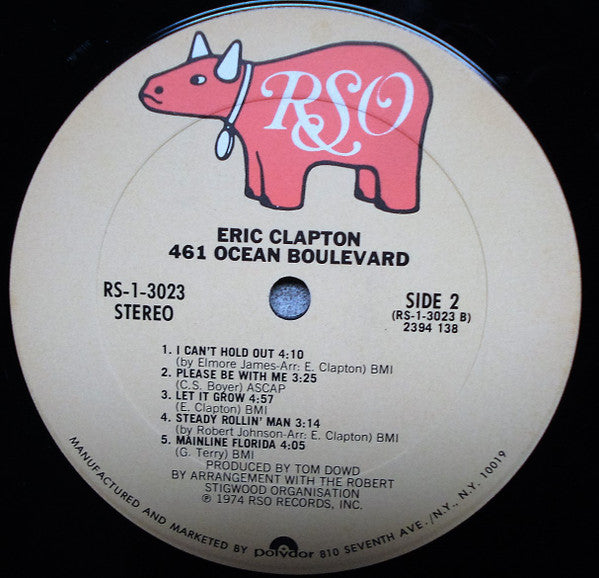 RSO
ERIC CLAPTON
461 OCEAN BOULEVARD
RS-1-3023
STEREO
SIDE 2
(RS-1-3023 B)
2394 138
1. I CAN'T HOLD OUT 4:10
(by Elmore James-Arr: E. Clapton) BMI
2. PLEASE BE WITH ME 3:25
(C.S. Boyer) ASCAP
3. LET IT GROW 4:57
(E. Clapton) BMI
4. STEADY ROLLIN' MAN 3:14
(by Robert Johnson-Arr: E. Clapton) BMI
5. MAINLINE FLORIDA 4:05
(G. Terry) BMI
PRODUCED BY TOM DOWD
BY ARRANGEMENT WITH THE ROBERT
STIGWOOD ORGANISATION
℗ 1974 RSO RECORDS, INC.
MANUFACTURED AND MARKETED BY polydor 810 SEVENTH AVE./N.Y., N.Y. 10019